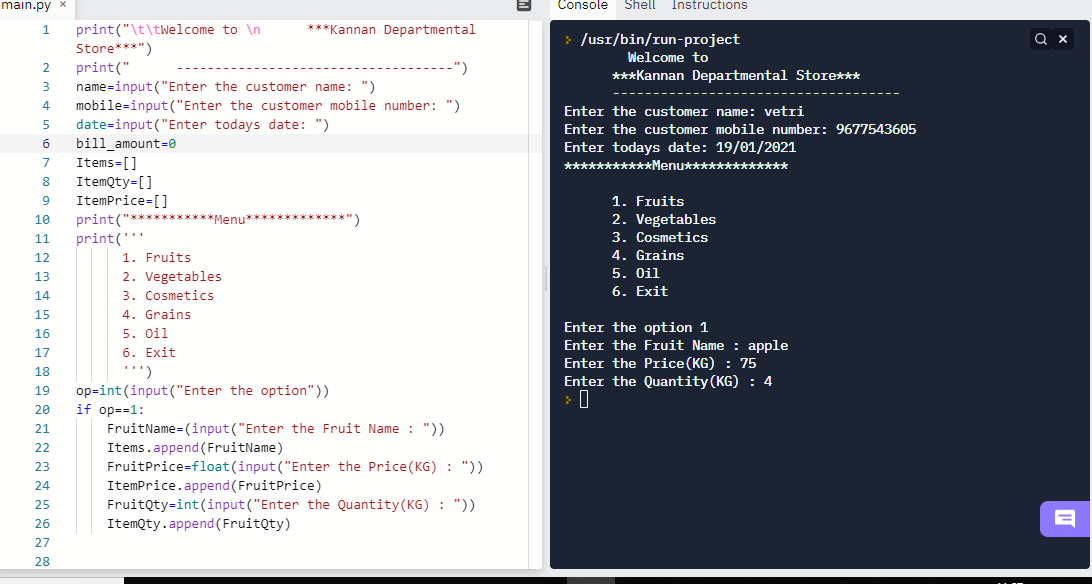 main.py ×
1 print("\t\tWelcome to \n      ***Kannan Departmental
Store***")
2 print("      ------------------------------------")
3 name=input("Enter the customer name: ")
4 mobile=input("Enter the customer mobile number: ")
5 date=input("Enter todays date: ")
6 bill_amount=0
7 Items=[]
8 ItemQty=[]
9 ItemPrice=[]
10 print("***********Menu*************")
11 print('''
12 1. Fruits
13 2. Vegetables
14 3. Cosmetics
15 4. Grains
16 5. Oil
17 6. Exit
18 ''')
19 op=int(input("Enter the option"))
20 if op==1:
21 FruitName=(input("Enter the Fruit Name : "))
22 Items.append(FruitName)
23 FruitPrice=float(input("Enter the Price(KG) : "))
24 ItemPrice.append(FruitPrice)
25 FruitQty=int(input("Enter the Quantity(KG) : "))
26 ItemQty.append(FruitQty)
27
28
Console Shell Instructions
/usr/bin/run-project
Welcome to
***Kannan Departmental Store***
------------------------------------
Enter the customer name: vetri
Enter the customer mobile number: 9677543605
Enter todays date: 19/01/2021
***********Menu*************
1. Fruits
2. Vegetables
3. Cosmetics
4. Grains
5. Oil
6. Exit
Enter the option 1
Enter the Fruit Name : apple
Enter the Price(KG) : 75
Enter the Quantity(KG) : 4